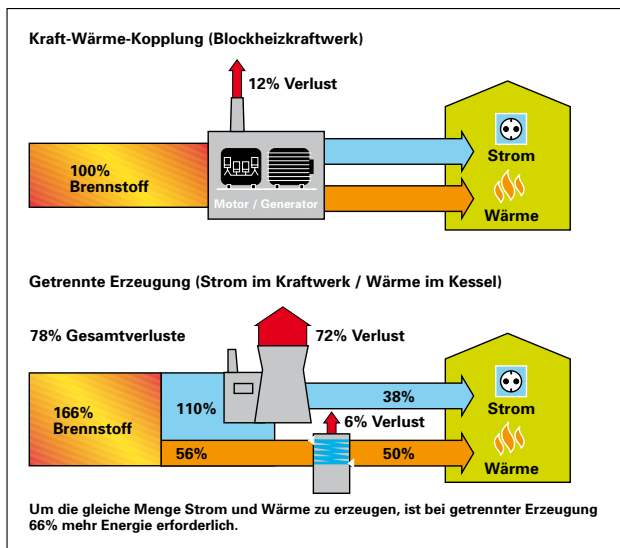 Kraft-Wärme-Kopplung (Blockheizkraftwerk)
12% Verlust
100%
Brennstoff
Motor / Generator
Strom
Wärme
Getrennte Erzeugung (Strom im Kraftwerk / Wärme im Kessel)
78% Gesamtverluste
72% Verlust
166%
Brennstoff
110%
38%
Strom
6% Verlust
56%
50%
Wärme
Um die gleiche Menge Strom und Wärme zu erzeugen, ist bei getrennter Erzeugung
66% mehr Energie erforderlich.